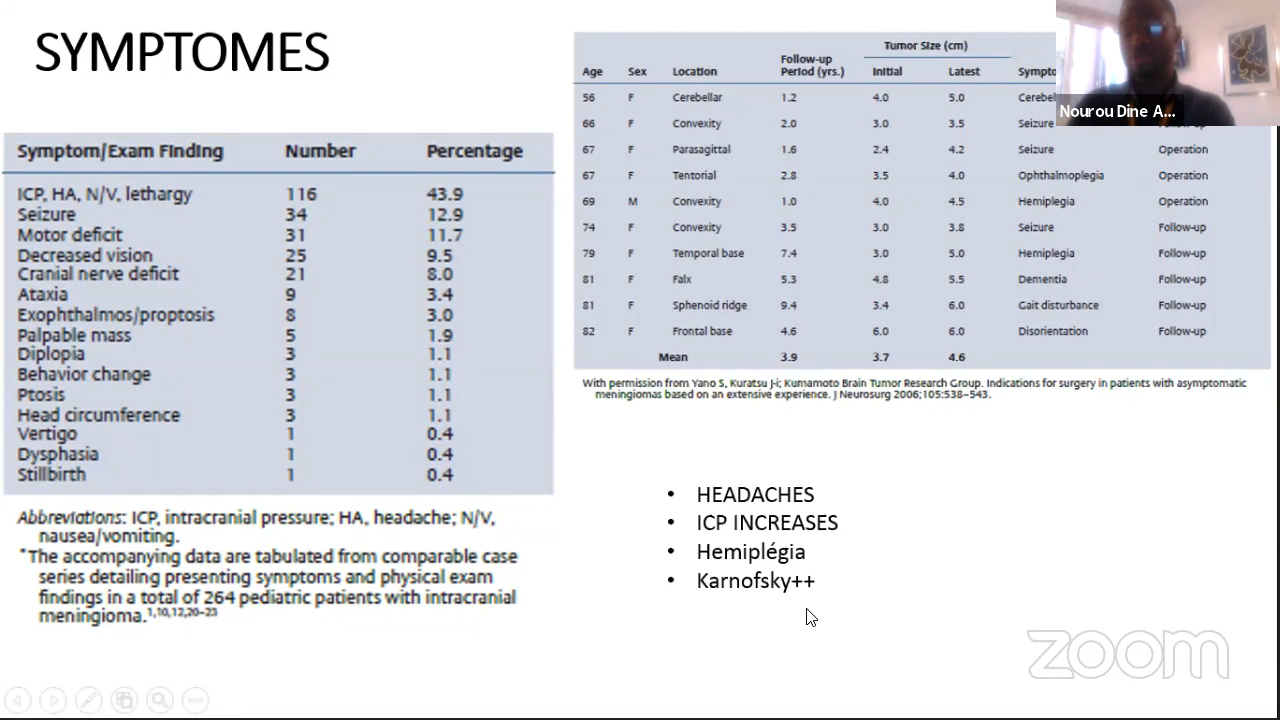 SYMPTOMES
Symptom/Exam Finding Number Percentage
ICP, HA, N/V, lethargy 116 43.9
Seizure 34 12.9
Motor deficit 31 11.7
Decreased vision 25 9.5
Cranial nerve deficit 21 8.0
Ataxia 9 3.4
Exophthalmos/proptosis 8 3.0
Palpable mass 5 1.9
Diplopia 3 1.1
Behavior change 3 1.1
Ptosis 3 1.1
Head circumference 3 1.1
Vertigo 1 0.4
Dysphasia 1 0.4
Stillbirth 1 0.4
Abbreviations: ICP, intracranial pressure; HA, headache; N/V,
nausea/vomiting.
*The accompanying data are tabulated from comparable case
series detailing presenting symptoms and physical exam
findings in a total of 264 pediatric patients with intracranial
meningioma.1,10,12,20–23
Tumor Size (cm)
Age Sex Location Follow-up Period (yrs.) Initial Latest
56 F Cerebellar 1.2 4.0 5.0
66 F Convexity 2.0 3.0 3.5 Seizure
67 F Parasagittal 1.6 2.4 4.2 Seizure Operation
67 F Tentorial 2.8 3.5 4.0 Ophthalmoplegia Operation
69 M Convexity 1.0 4.0 4.5 Hemiplegia Operation
74 F Convexity 3.5 3.0 3.8 Seizure Follow-up
79 F Temporal base 7.4 3.0 5.0 Hemiplegia Follow-up
81 F Falx 5.3 4.8 5.5 Dementia Follow-up
81 F Sphenoid ridge 9.4 3.4 6.0 Gait disturbance Follow-up
82 F Frontal base 4.6 6.0 6.0 Disorientation Follow-up
Mean 3.9 3.7 4.6
With permission from Yano S, Kuratsu J-i; Kumamoto Brain Tumor Research Group. Indications for surgery in patients with asymptomatic
meningiomas based on an extensive experience. J Neurosurg 2006;105:538–543.
Nourou Dine A...
• HEADACHES
• ICP INCREASES
• Hemiplégia
• Karnofsky++
zoom